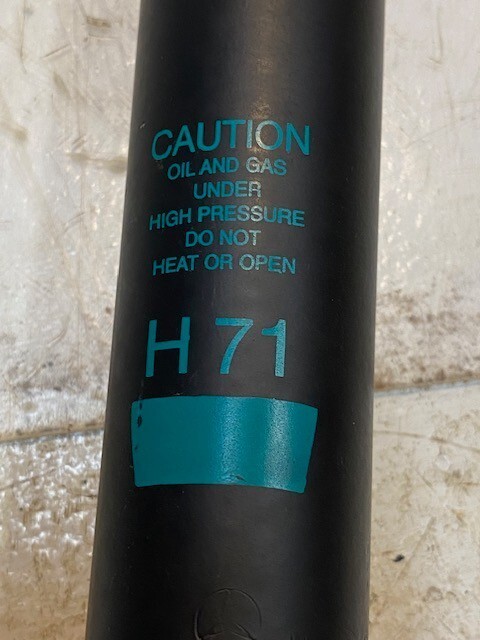 CAUTION
OIL AND GAS
UNDER
HIGH PRESSURE
DO NOT
HEAT OR OPEN
H 71